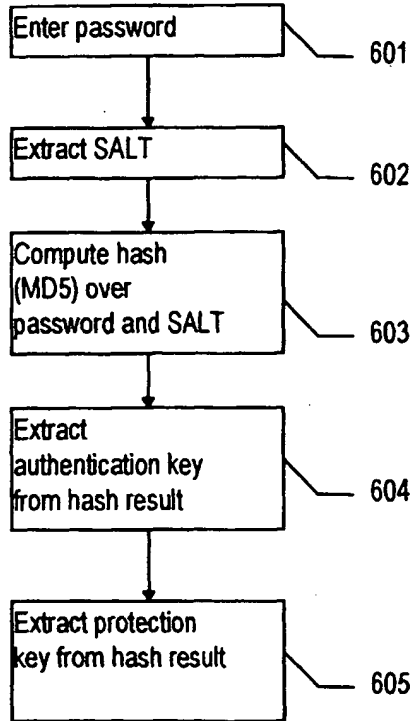 Enter password
601
Extract SALT
602
Compute hash
(MD5) over
password and SALT
603
Extract
authentication key
from hash result
604
Extract protection
key from hash result
605